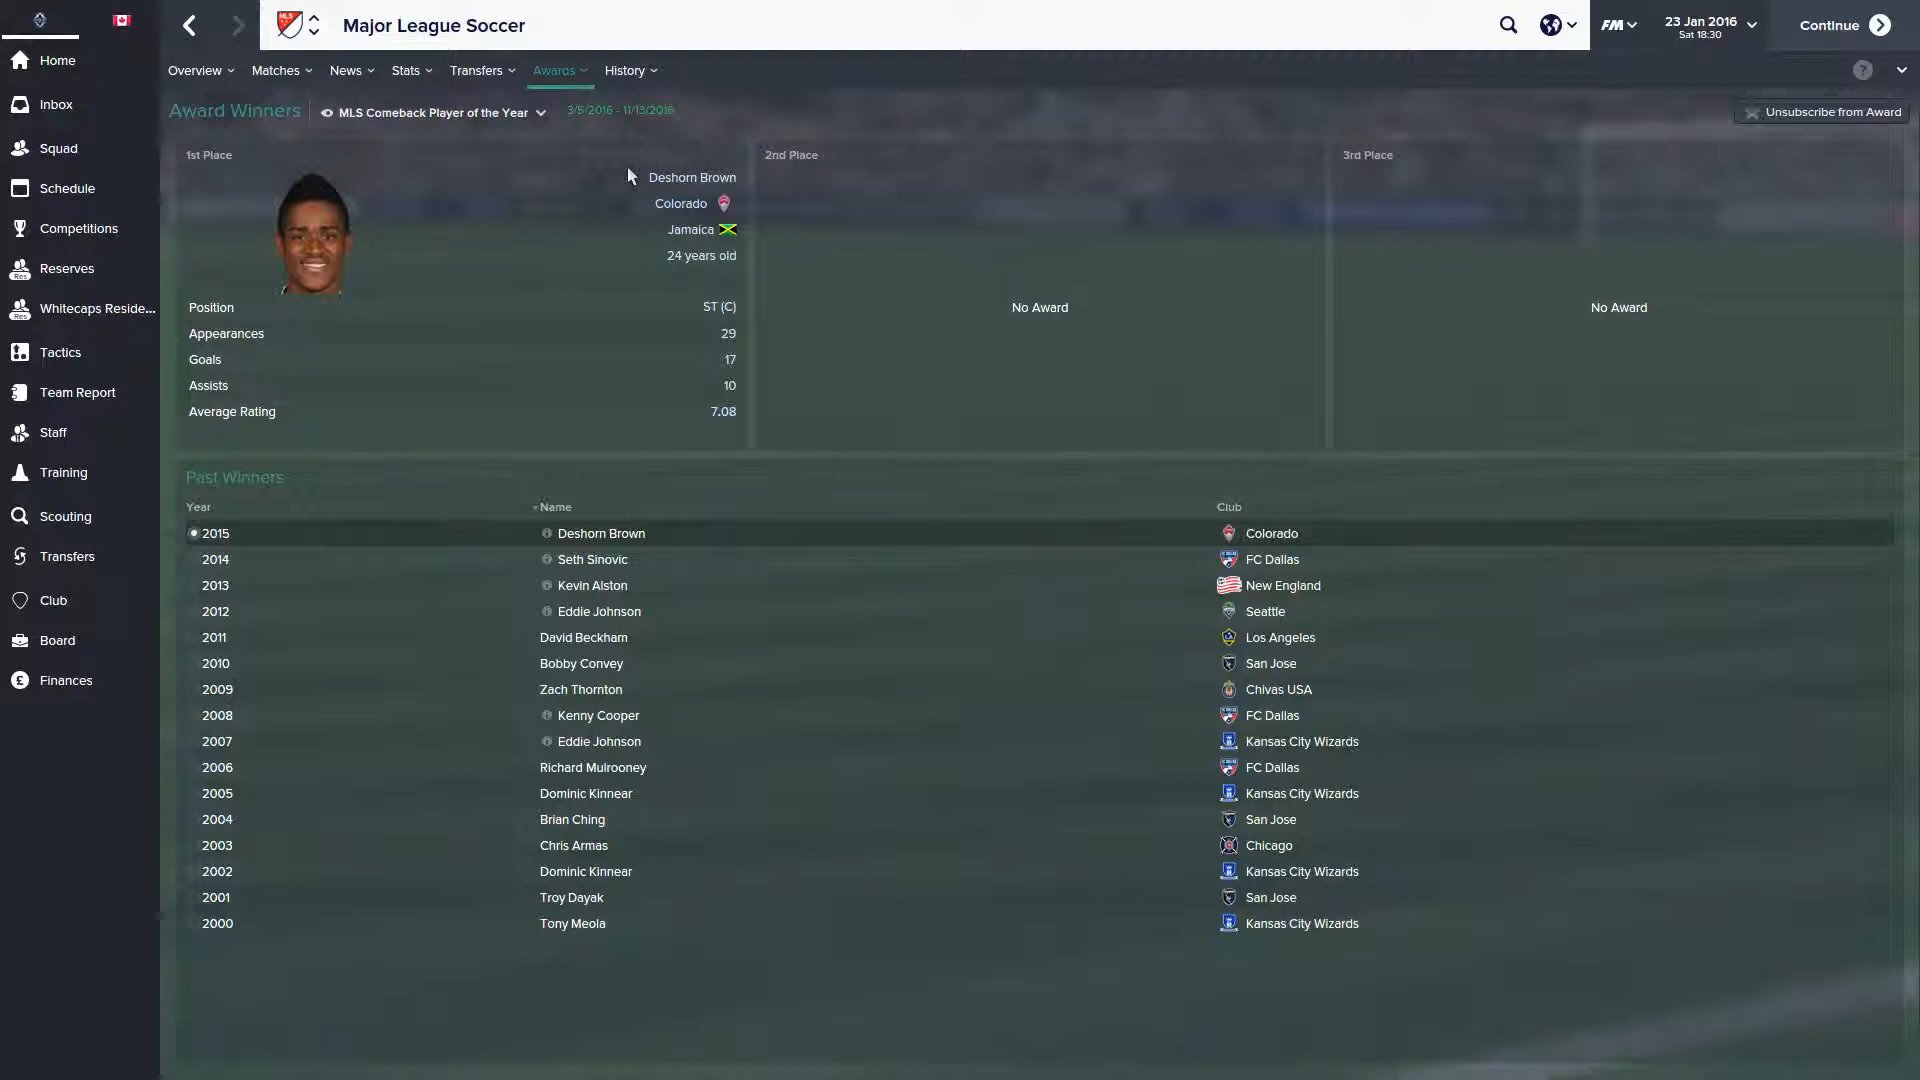 Major League Soccer
FM
23 Jan 2016
Sat 18:30
Continue
Home
Inbox
Squad
Schedule
Competitions
Reserves
Whitecaps Reside...
Tactics
Team Report
Staff
Training
Scouting
Transfers
Club
Board
Finances
Overview Matches News Stats Transfers Awards History
Award Winners MLS Comeback Player of the Year 3/5/2016 - 11/13/2016 Unsubscribe from Award
1st Place
Deshorn Brown
Colorado
Jamaica
24 years old
Position ST (C)
Appearances 29
Goals 17
Assists 10
Average Rating 7.08
2nd Place
No Award
3rd Place
No Award
Past Winners
Year Name Club
2015 Deshorn Brown Colorado
2014 Seth Sinovic FC Dallas
2013 Kevin Alston New England
2012 Eddie Johnson Seattle
2011 David Beckham Los Angeles
2010 Bobby Convey San Jose
2009 Zach Thornton Chivas USA
2008 Kenny Cooper FC Dallas
2007 Eddie Johnson Kansas City Wizards
2006 Richard Mulrooney FC Dallas
2005 Dominic Kinnear Kansas City Wizards
2004 Brian Ching San Jose
2003 Chris Armas Chicago
2002 Dominic Kinnear Kansas City Wizards
2001 Troy Dayak San Jose
2000 Tony Meola Kansas City Wizards